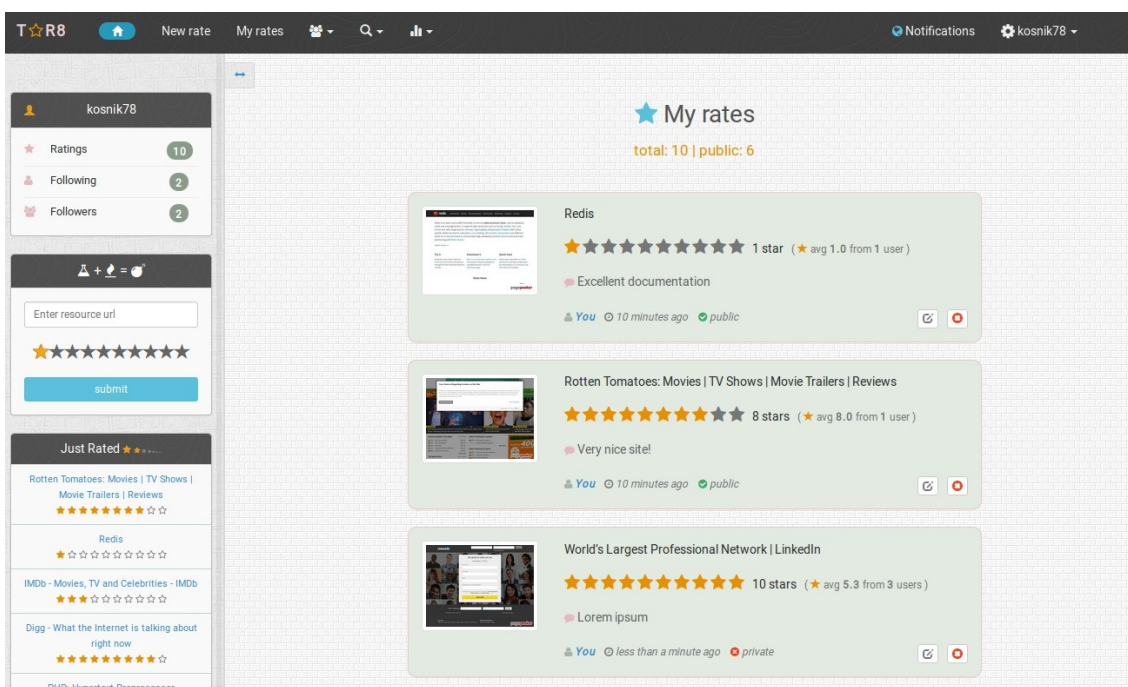 T☆R8 New rate My rates Notifications kosnik78
kosnik78
Ratings 10
Following 2
Followers 2
+ =
Enter resource url
submit
Just Rated
Rotten Tomatoes: Movies | TV Shows |
Movie Trailers | Reviews
Redis
IMDb - Movies, TV and Celebrities - IMDb
Digg - What the Internet is talking about
right now
My rates
total: 10 | public: 6
Redis
1 star ( avg 1.0 from 1 user )
Excellent documentation
You 10 minutes ago public
Rotten Tomatoes: Movies | TV Shows | Movie Trailers | Reviews
8 stars ( avg 8.0 from 1 user )
Very nice site!
You 10 minutes ago public
World's Largest Professional Network | LinkedIn
10 stars ( avg 5.3 from 3 users )
Lorem ipsum
You less than a minute ago private